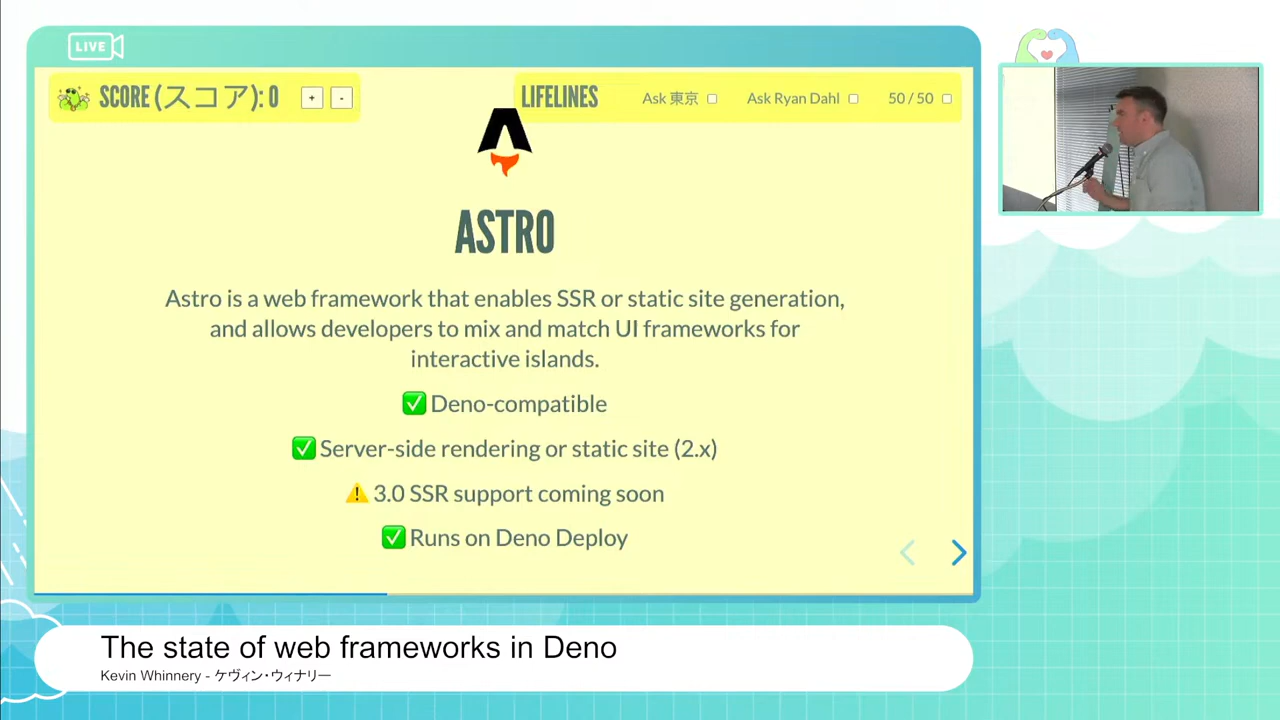 LIVE
SCORE (スコア): 0
+
-
LIFELINES
Ask 東京
Ask Ryan Dahl
50 / 50
ASTRO
Astro is a web framework that enables SSR or static site generation,
and allows developers to mix and match UI frameworks for
interactive islands.
✅ Deno-compatible
✅ Server-side rendering or static site (2.x)
⚠️ 3.0 SSR support coming soon
✅ Runs on Deno Deploy
The state of web frameworks in Deno
Kevin Whinnery - ケヴィン・ウィナリー